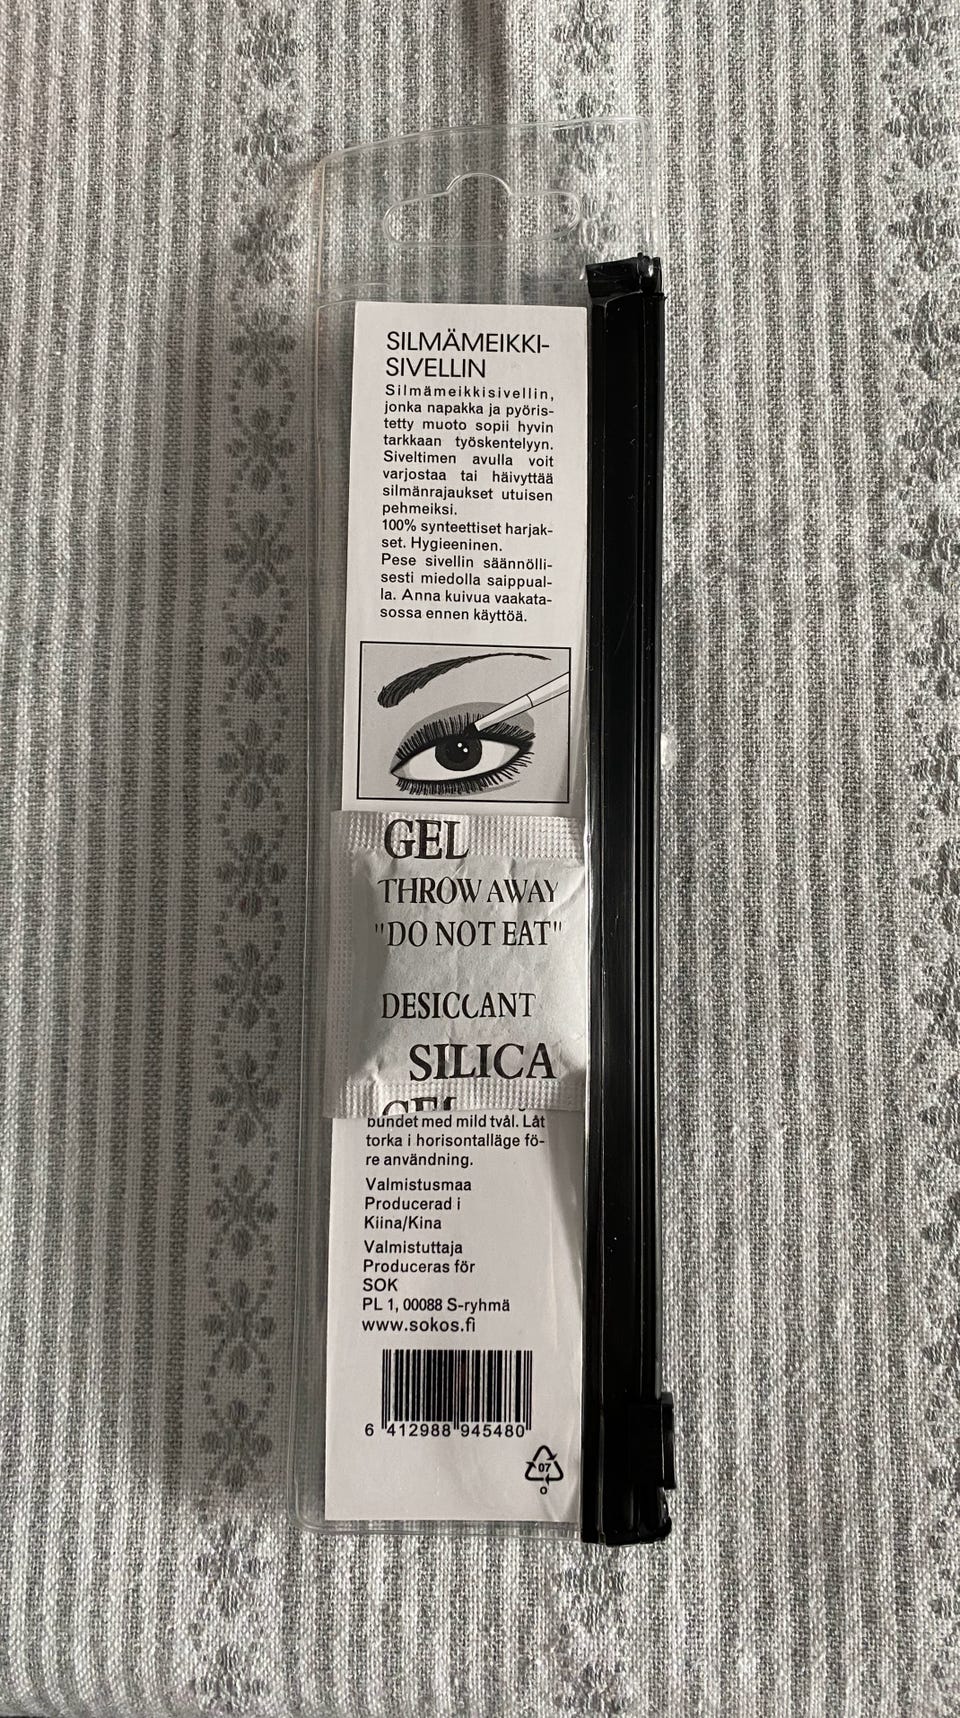 SILMÄMEIKKI-
SIVELLIN
Silmämeikkisivellin,
jonka napakka ja pyöris-
tetty muoto sopii hyvin
tarkkaan työskentelyyn.
Siveltimen avulla voit
varjostaa tai häivyttää
silmänrajaukset utuisen
pehmeiksi.
100% synteettiset harjak-
set. Hygieeninen.
Pese sivellin säännölli-
sesti miedolla saippual-
la. Anna kuivua vaakata-
sossa ennen käyttöä.
GEL
THROW AWAY
"DO NOT EAT"
DESICCANT
SILICA
GEL
bundet med mild tvål. Låt
torka i horisontalläge fö-
re användning.
Valmistusmaa
Producerad i
Kiina/Kina
Valmistuttaja
Produceras för
SOK
PL 1, 00088 S-ryhmä
www.sokos.fi
6 412988 945480
07
O